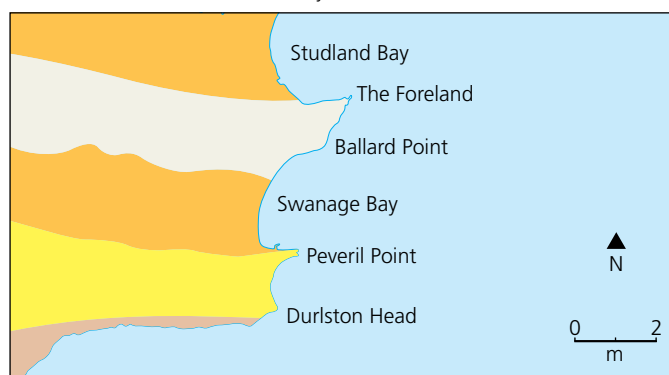 Studland Bay
The Foreland
Ballard Point
Swanage Bay
Peveril Point
N
Durlston Head
0 2
m